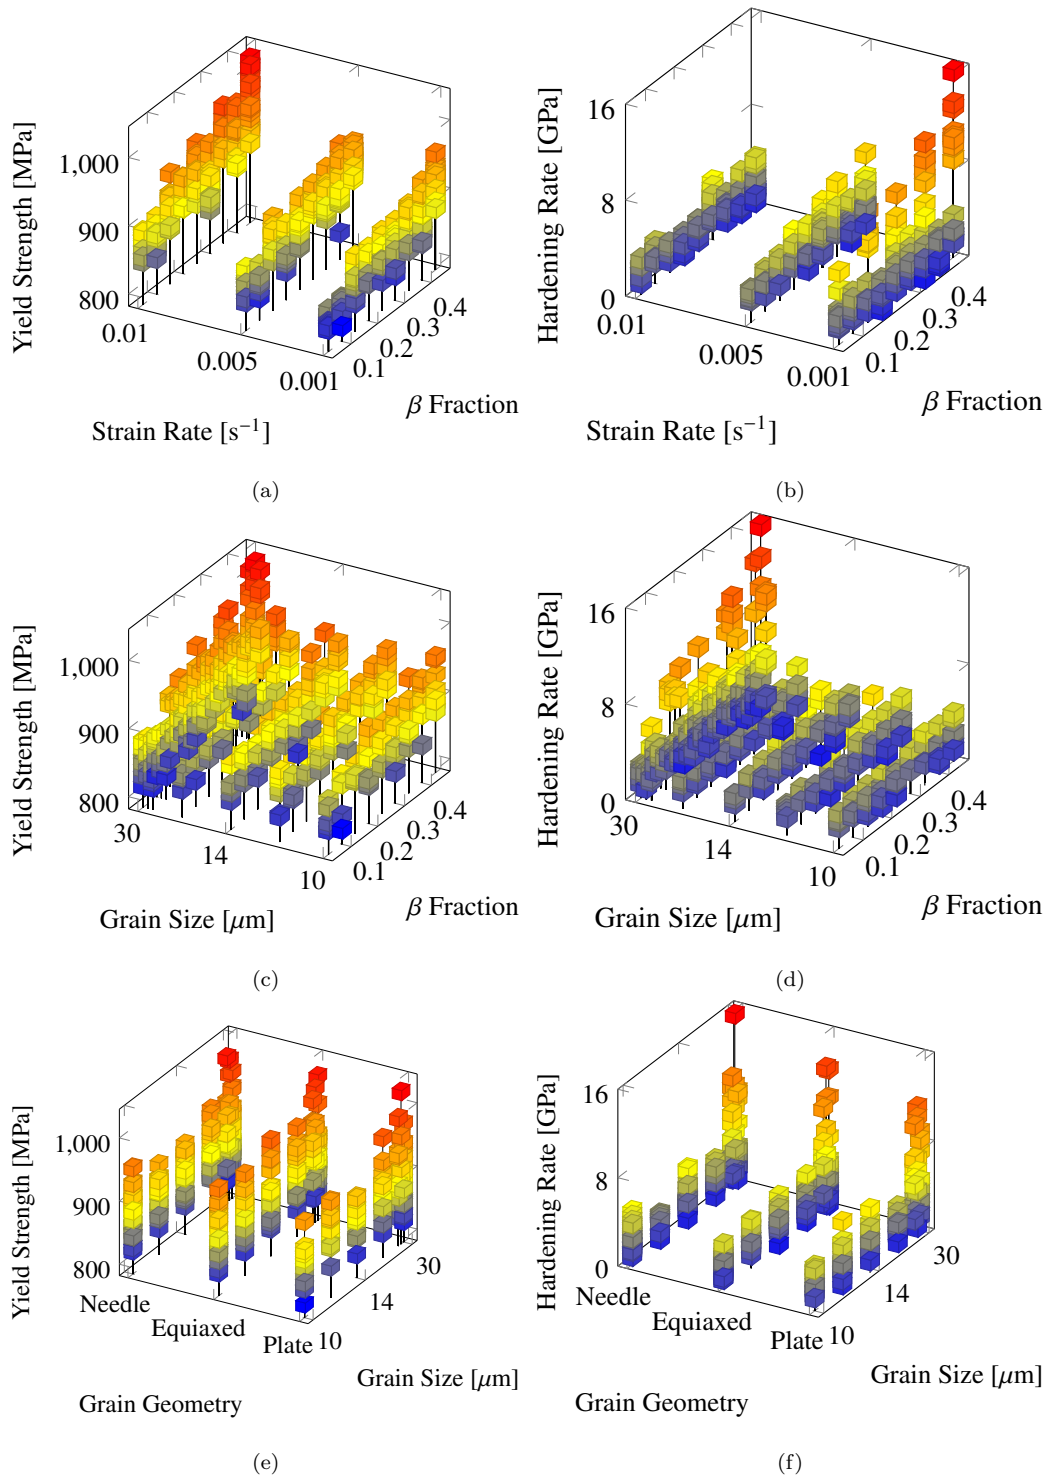 Yield Strength [MPa]
1,000
900
800
0.01
0.005
0.001
0.1
0.2
0.3
0.4
Strain Rate [s⁻¹]
β Fraction
(a)
Hardening Rate [GPa]
16
8
0
0.01
0.005
0.001
0.1
0.2
0.3
0.4
Strain Rate [s⁻¹]
β Fraction
(b)
Yield Strength [MPa]
1,000
900
800
30
14
10
0.1
0.2
0.3
0.4
Grain Size [μm]
β Fraction
(c)
Hardening Rate [GPa]
16
8
0
30
14
10
0.1
0.2
0.3
0.4
Grain Size [μm]
β Fraction
(d)
Yield Strength [MPa]
1,000
900
800
Needle
Equiaxed
Plate
10
14
30
Grain Size [μm]
Grain Geometry
(e)
Hardening Rate [GPa]
16
8
0
Needle
Equiaxed
Plate
10
14
30
Grain Size [μm]
Grain Geometry
(f)